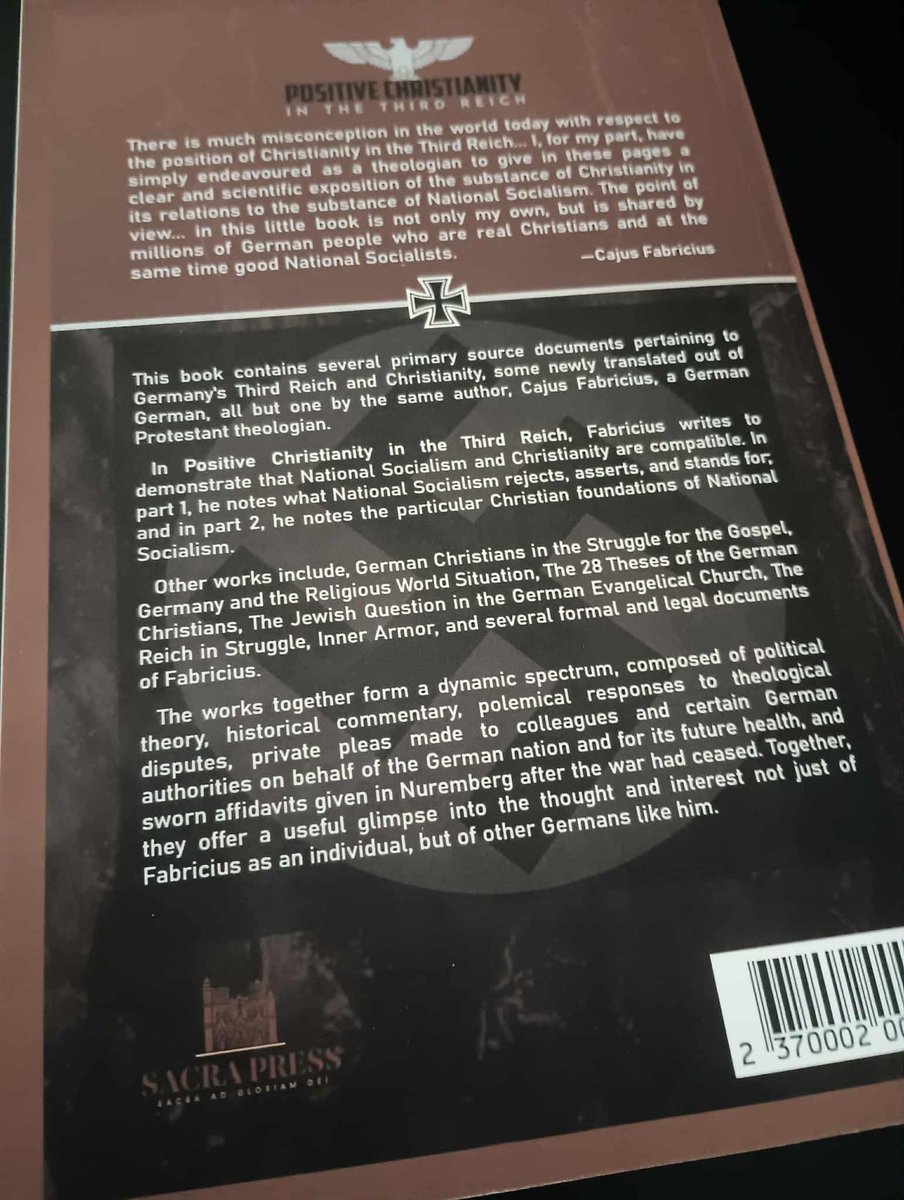 POSITIVE CHRISTIANITY
IN THE THIRD REICH
There is much misconception in the world today with respect to
the position of Christianity in the Third Reich... I, for my part, have
simply endeavoured as a theologian to give in these pages a
clear and scientific exposition of the substance of Christianity in
its relations to the substance of National Socialism. The point of
view... in this little book is not only my own, but is shared by
millions of German people who are real Christians and at the
same time good National Socialists.
—Cajus Fabricius
This book contains several primary source documents pertaining to
Germany's Third Reich and Christianity, some newly translated out of
German, all but one by the same author, Cajus Fabricius, a German
Protestant theologian.
In Positive Christianity in the Third Reich, Fabricius writes to
demonstrate that National Socialism and Christianity are compatible. In
part 1, he notes what National Socialism rejects, asserts, and stands for;
and in part 2, he notes the particular Christian foundations of National
Socialism.
Other works include, German Christians in the Struggle for the Gospel,
Germany and the Religious World Situation, The 28 Theses of the German
Christians, The Jewish Question in the German Evangelical Church, The
Reich in Struggle, Inner Armor, and several formal and legal documents
of Fabricius.
The works together form a dynamic spectrum, composed of political
theory, historical commentary, polemical responses to theological
disputes, private pleas made to colleagues and certain German
authorities on behalf of the German nation and for its future health, and
sworn affidavits given in Nuremberg after the war had ceased. Together,
they offer a useful glimpse into the thought and interest not just of
Fabricius as an individual, but of other Germans like him.
SACRA PRESS
SACRA AD GLORIAM DEI
2 370002 00